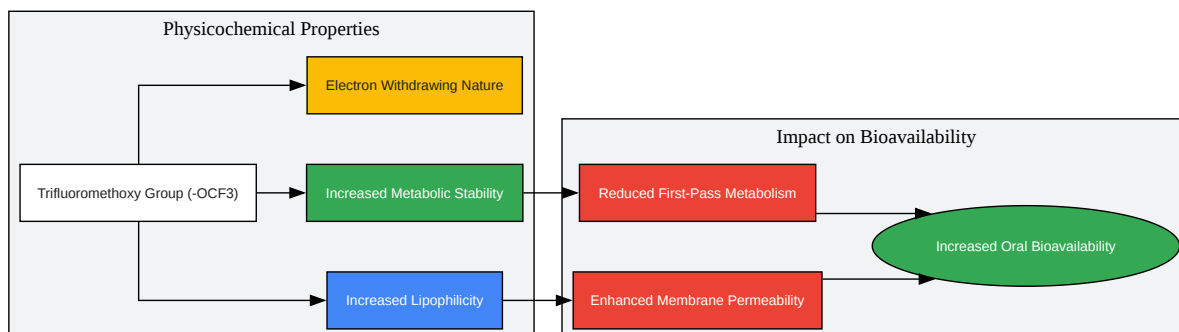 Physicochemical Properties
Electron Withdrawing Nature
Impact on Bioavailability
Trifluoromethoxy Group (-OCF3)
Increased Metabolic Stability
Reduced First-Pass Metabolism
Increased Oral Bioavailability
Increased Lipophilicity
Enhanced Membrane Permeability